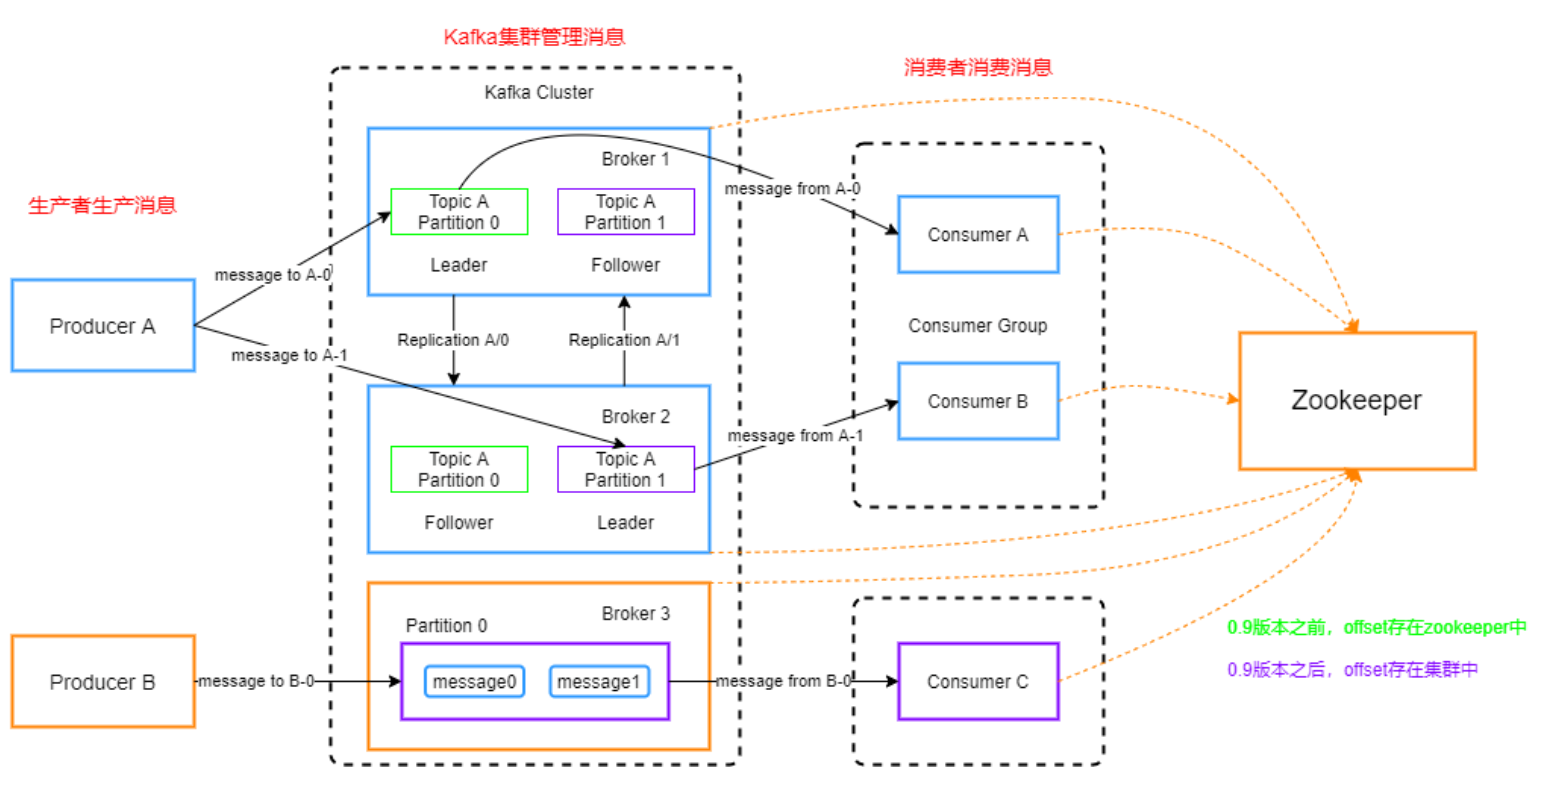 Kafka集群管理消息
消费者消费消息
生产者生产消息
Kafka Cluster
Broker 1
Topic A
Partition 0
Topic A
Partition 1
Leader
Follower
message from A-0
message to A-0
Producer A
message to A-1
Replication A/0
Replication A/1
Broker 2
Topic A
Partition 0
Topic A
Partition 1
Follower
Leader
message from A-1
Consumer A
Consumer Group
Consumer B
Zookeeper
Producer B
message to B-0
Broker 3
Partition 0
message0
message1
message from B-0
Consumer C
0.9版本之前，offset存在zookeeper中
0.9版本之后，offset存在集群中